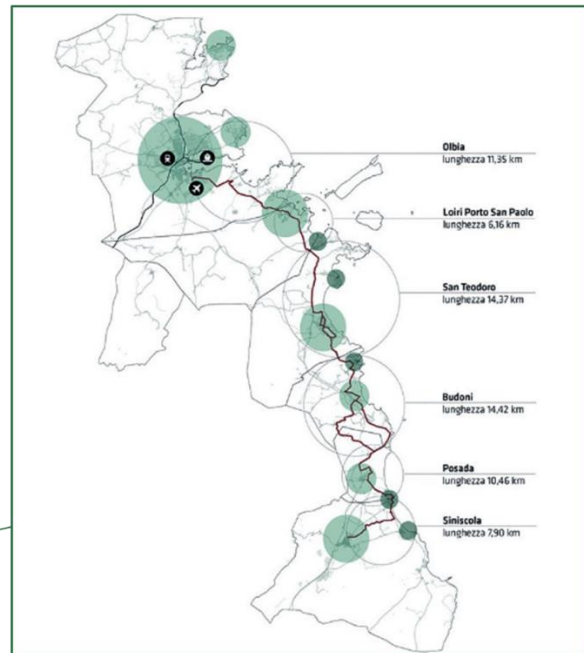 Olbia
lunghezza 11,35 km
Loiri Porto San Paolo
lunghezza 6,16 km
San Teodoro
lunghezza 14,37 km
Budoni
lunghezza 14,42 km
Posada
lunghezza 10,46 km
Siniscola
lunghezza 7,90 km